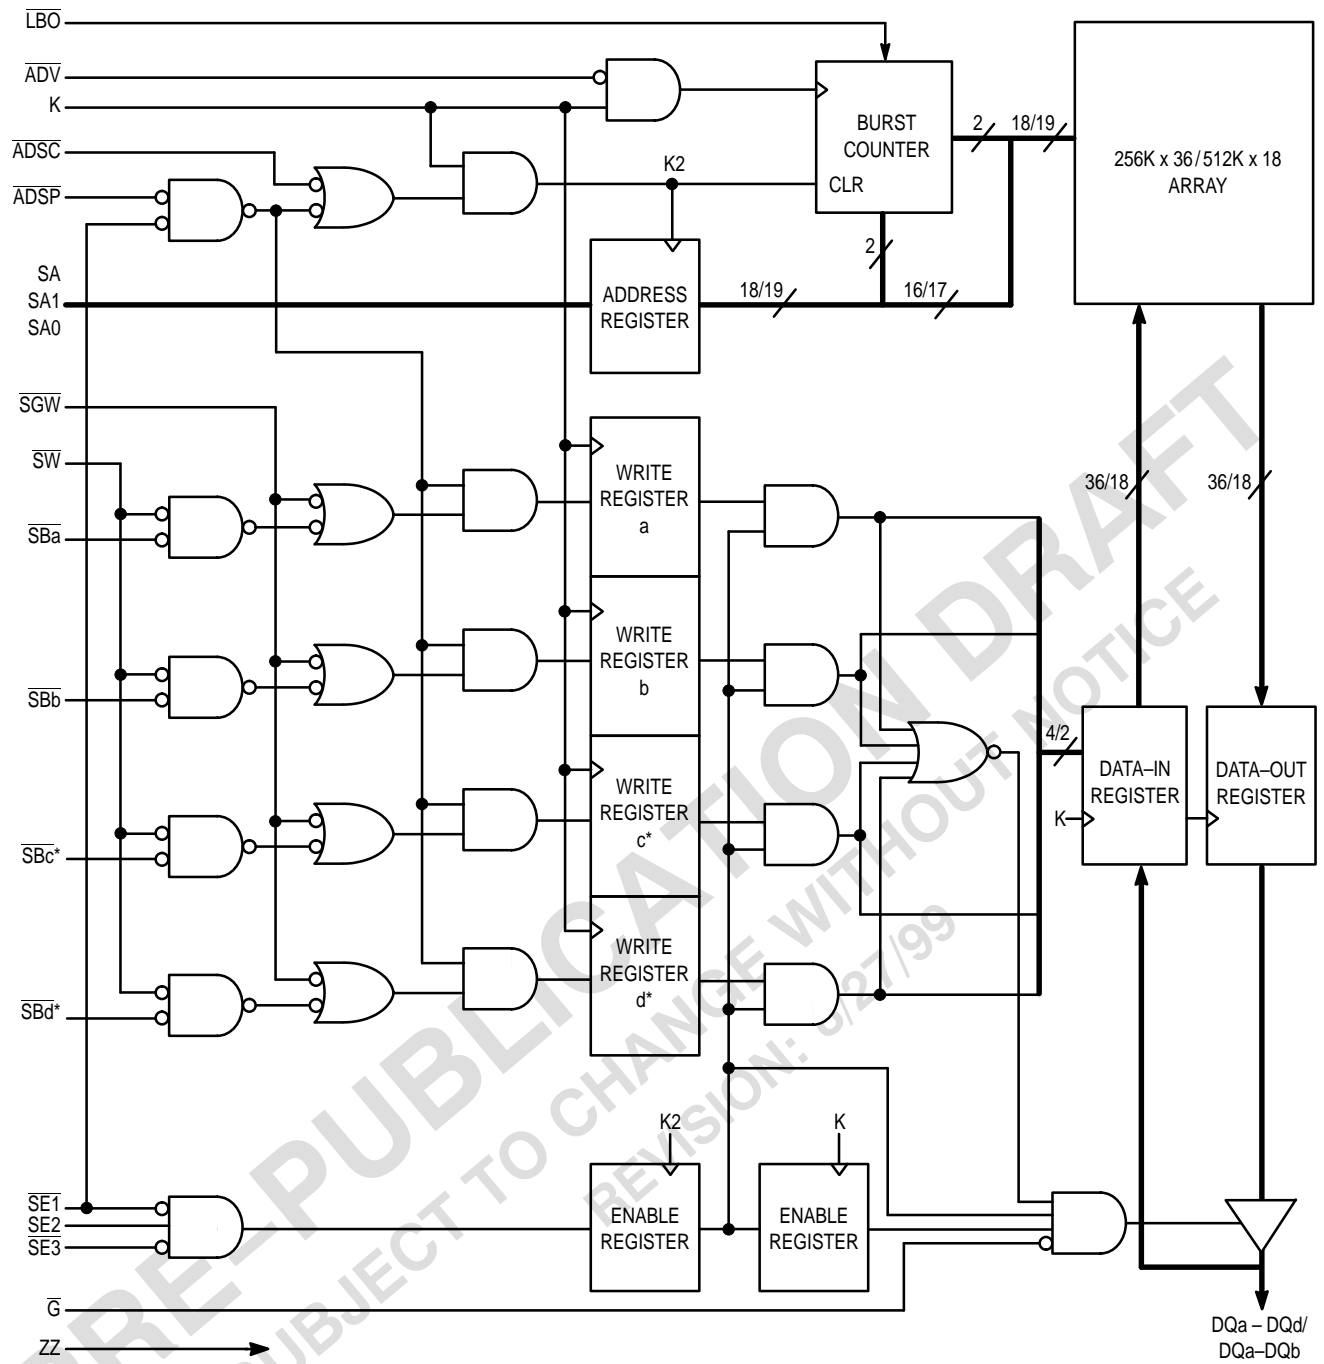 LBO
ADV
K
ADSC
ADSP
SA
SA1
SA0
SGW
SW
SBa
SBb
SBc*
SBd*
SE1
SE2
SE3
G
ZZ
K2
BURST
COUNTER
CLR
2
18/19
256K x 36/512K x 18
ARRAY
2
ADDRESS
REGISTER
18/19
16/17
WRITE
REGISTER
a
WRITE
REGISTER
b
WRITE
REGISTER
c*
WRITE
REGISTER
d*
36/18
36/18
4/2
DATA–IN
REGISTER
K
DATA–OUT
REGISTER
K2
ENABLE
REGISTER
K
ENABLE
REGISTER
DQa – DQd/
DQa–DQb
PRE–PUBLICATION DRAFT
SUBJECT TO CHANGE WITHOUT NOTICE
REVISION: /27/99